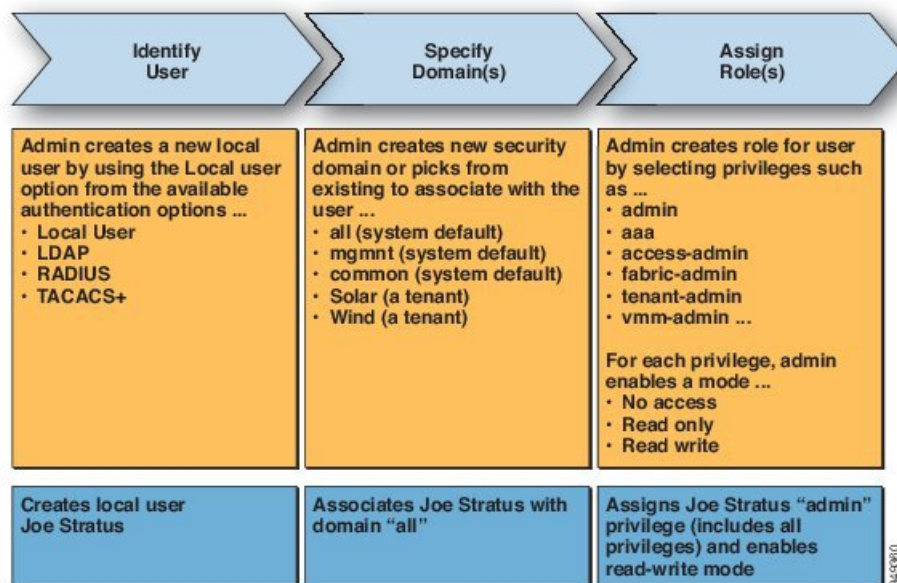 Identify
User
Specify
Domain(s)
Assign
Role(s)
Admin creates a new local
user by using the Local user
option from the available
authentication options ...
· Local User
· LDAP
· RADIUS
· TACACS+
Admin creates new security
domain or picks from
existing to associate with the
user ...
· all (system default)
· mgmnt (system default)
· common (system default)
· Solar (a tenant)
· Wind (a tenant)
Admin creates role for user
by selecting privileges such
as ...
· admin
· aaa
· access-admin
· fabric-admin
· tenant-admin
· vmm-admin ...
For each privilege, admin
enables a mode ...
· No access
· Read only
· Read write
Creates local user
Joe Stratus
Associates Joe Stratus with
domain “all”
Assigns Joe Stratus “admin”
privilege (includes all
privileges) and enables
read-write mode